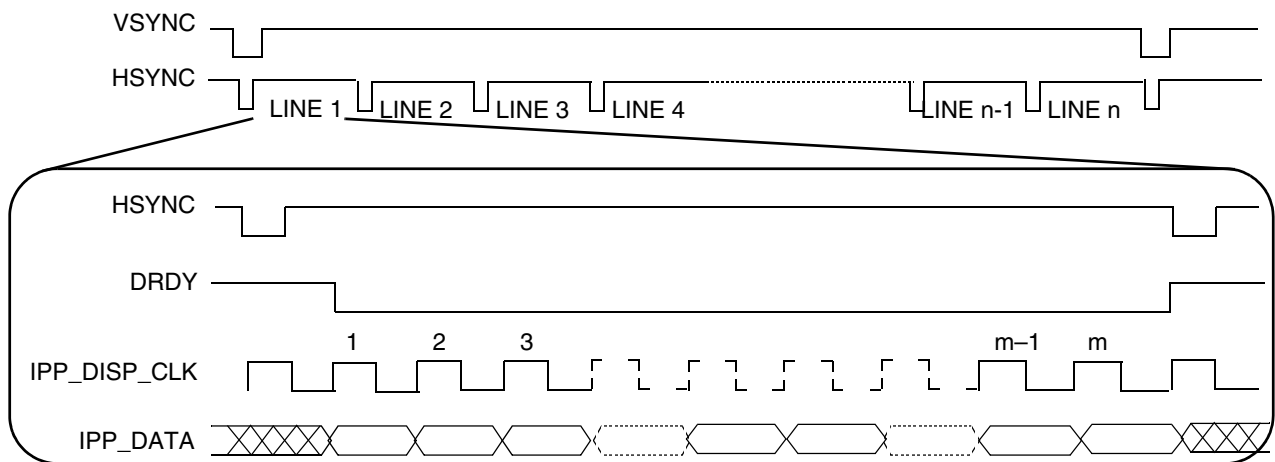 VSYNC
HSYNC
LINE 1 LINE 2 LINE 3 LINE 4 LINE n-1 LINE n
HSYNC
DRDY
1 2 3 m–1 m
IPP_DISP_CLK
IPP_DATA